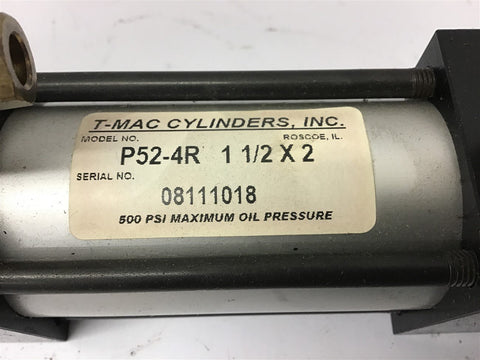 T-MAC CYLINDERS, INC.
MODEL NO. ROSCOE, IL.
P52-4R 1 1/2 X 2
SERIAL NO.
08111018
500 PSI MAXIMUM OIL PRESSURE